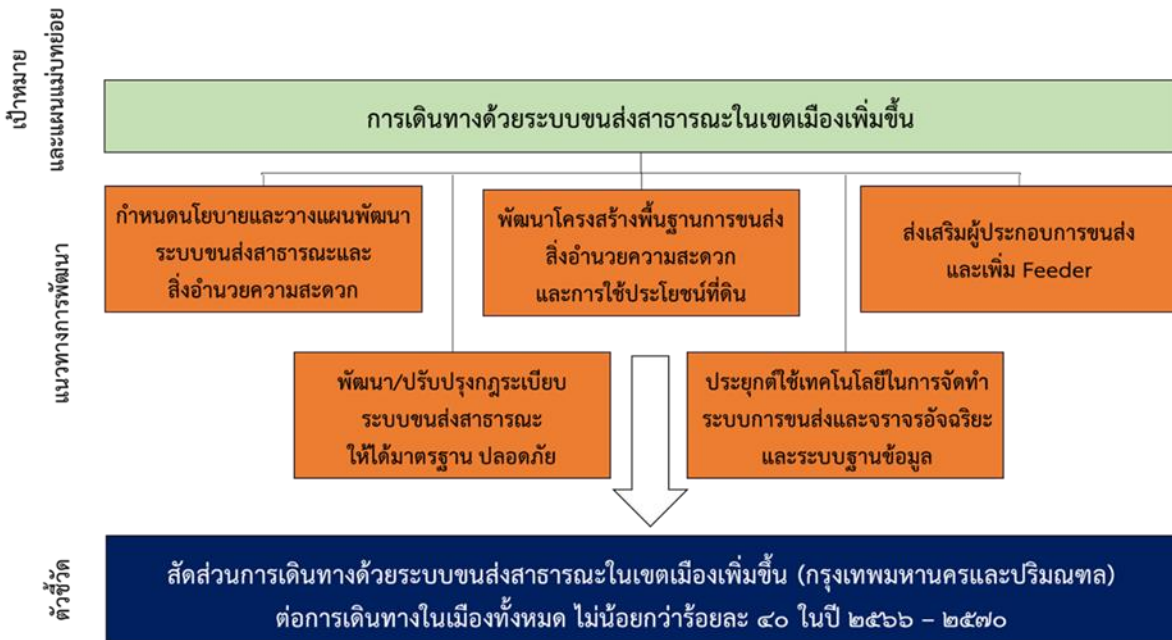 เป้าหมาย
และแผนแม่บทย่อย
การเดินทางด้วยระบบขนส่งสาธารณะในเขตเมืองเพิ่มขึ้น
แนวทางการพัฒนา
กำหนดนโยบายและวางแผนพัฒนา
ระบบขนส่งสาธารณะและ
สิ่งอำนวยความสะดวก
พัฒนาโครงสร้างพื้นฐานการขนส่ง
สิ่งอำนวยความสะดวก
และการใช้ประโยชน์ที่ดิน
ส่งเสริมผู้ประกอบการขนส่ง
และเพิ่ม Feeder
พัฒนา/ปรับปรุงกฎระเบียบ
ระบบขนส่งสาธารณะ
ให้ได้มาตรฐาน ปลอดภัย
ประยุกต์ใช้เทคโนโลยีในการจัดทำ
ระบบการขนส่งและจราจรอัจฉริยะ
และระบบฐานข้อมูล
ตัวชี้วัด
สัดส่วนการเดินทางด้วยระบบขนส่งสาธารณะในเขตเมืองเพิ่มขึ้น (กรุงเทพมหานครและปริมณฑล)
ต่อการเดินทางในเมืองทั้งหมด ไม่น้อยกว่าร้อยละ ๔๐ ในปี ๒๕๖๖ – ๒๕๗๐